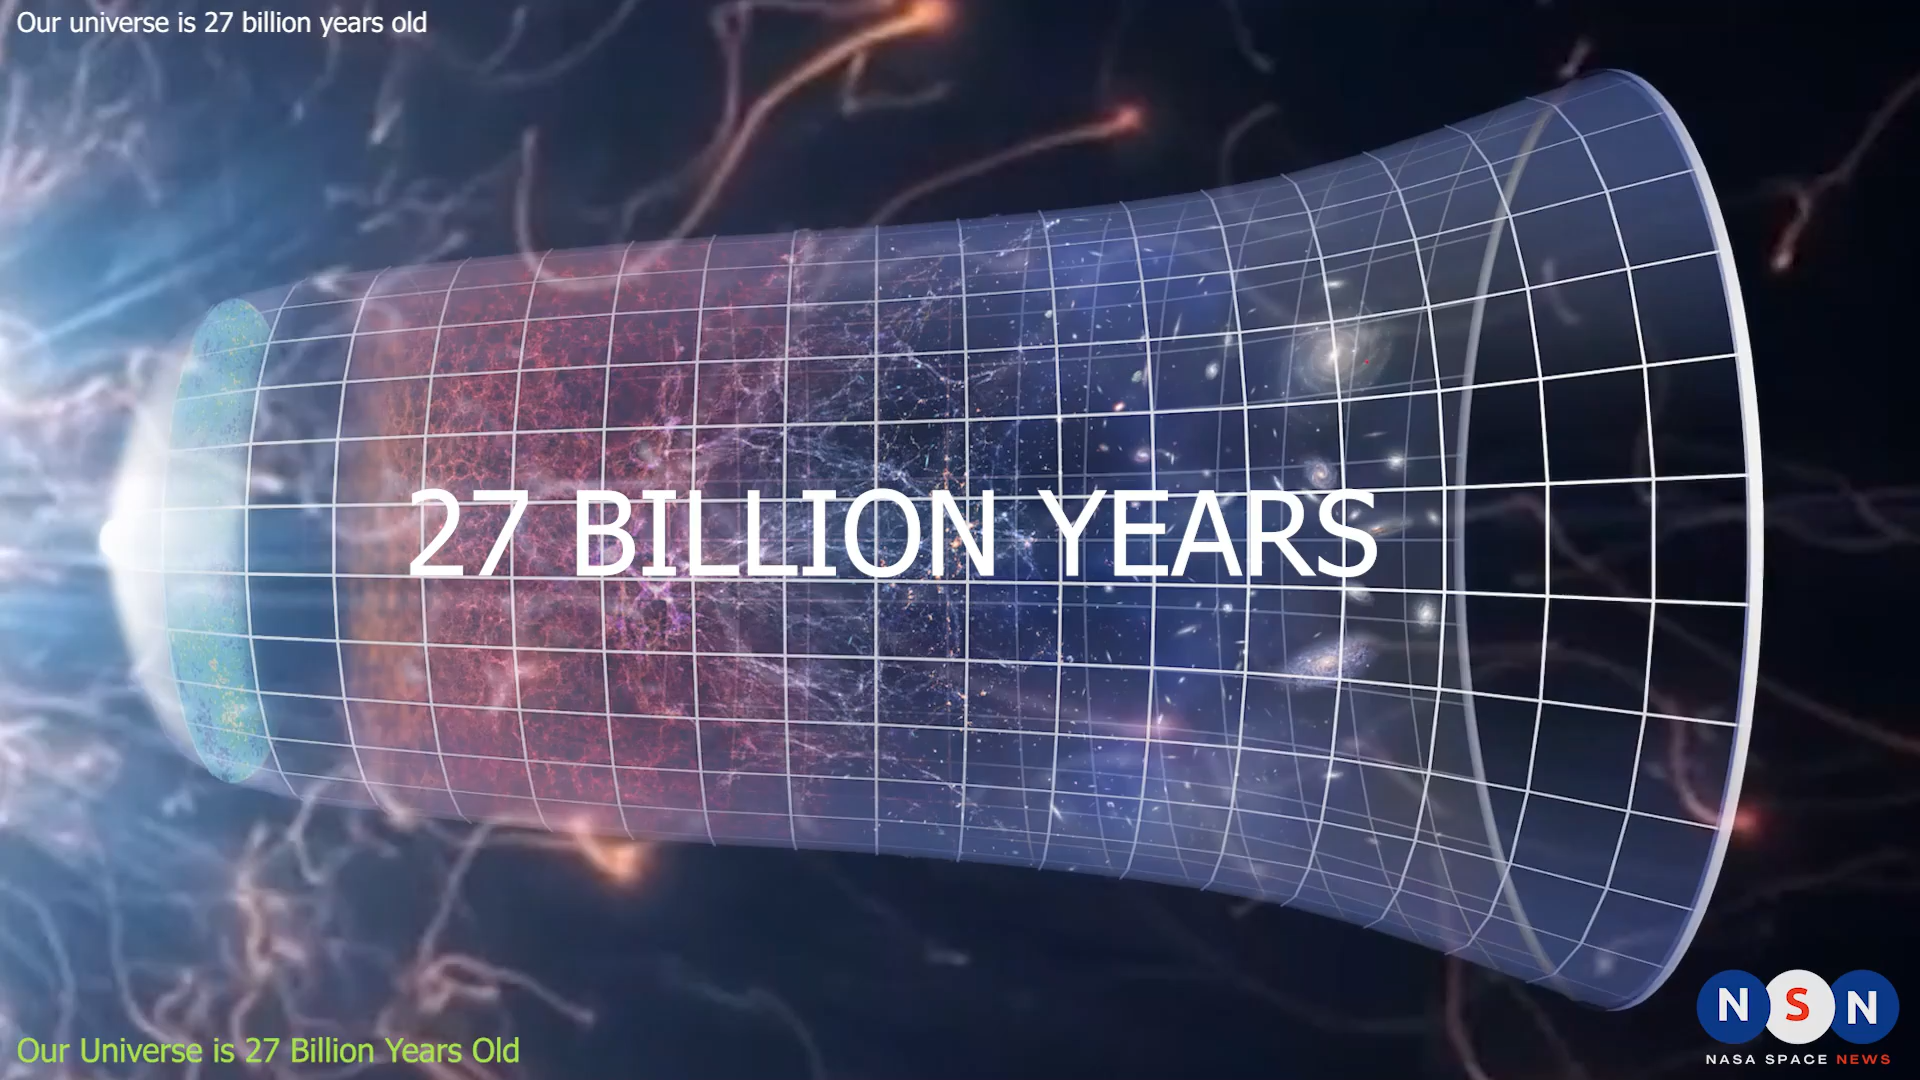 Our universe is 27 billion years old
27 BILLION YEARS
Our Universe is 27 Billion Years Old
NSN
NASA SPACE NEWS